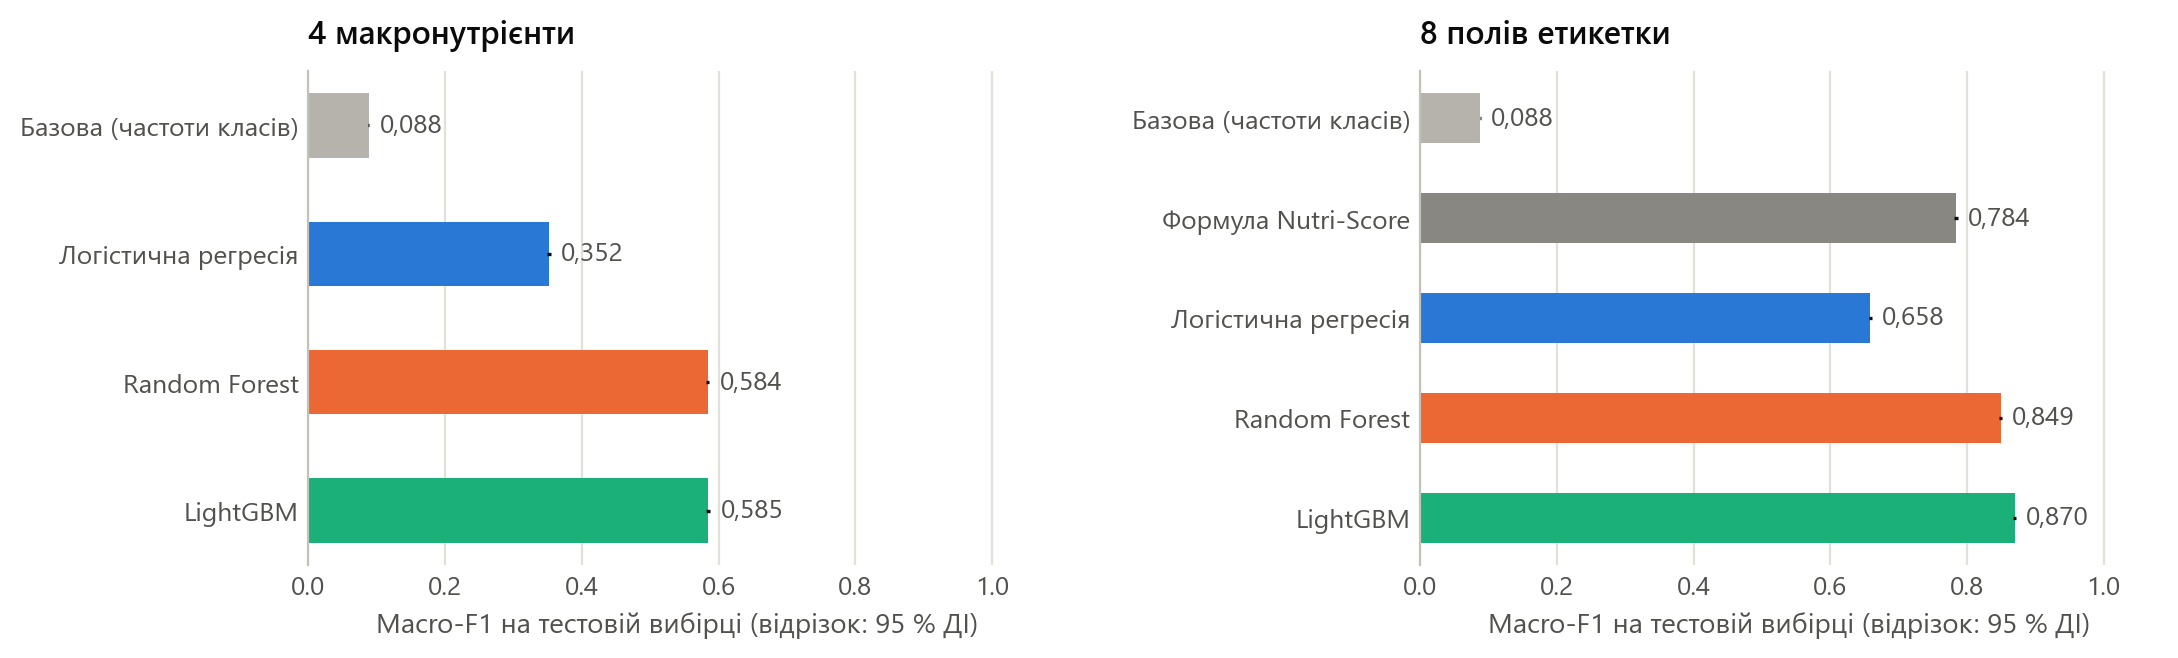 4 макронутрієнти
Базова (частоти класів)
0,088
Логістична регресія
0,352
Random Forest
0,584
LightGBM
0,585
0.0 0.2 0.4 0.6 0.8 1.0
Macro-F1 на тестовій вибірці (відрізок: 95 % ДІ)
8 полів етикетки
Базова (частоти класів)
0,088
Формула Nutri-Score
0,784
Логістична регресія
0,658
Random Forest
0,849
LightGBM
0,870
0.0 0.2 0.4 0.6 0.8 1.0
Macro-F1 на тестовій вибірці (відрізок: 95 % ДІ)